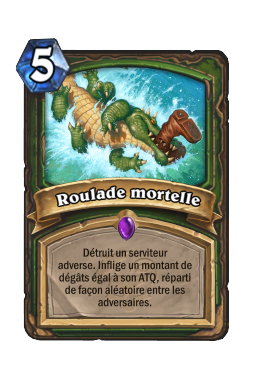 5
Roulade mortelle
Détruit un serviteur
adverse. Inflige un montant de
dégâts égal à son ATQ, réparti
de façon aléatoire entre les
adversaires.